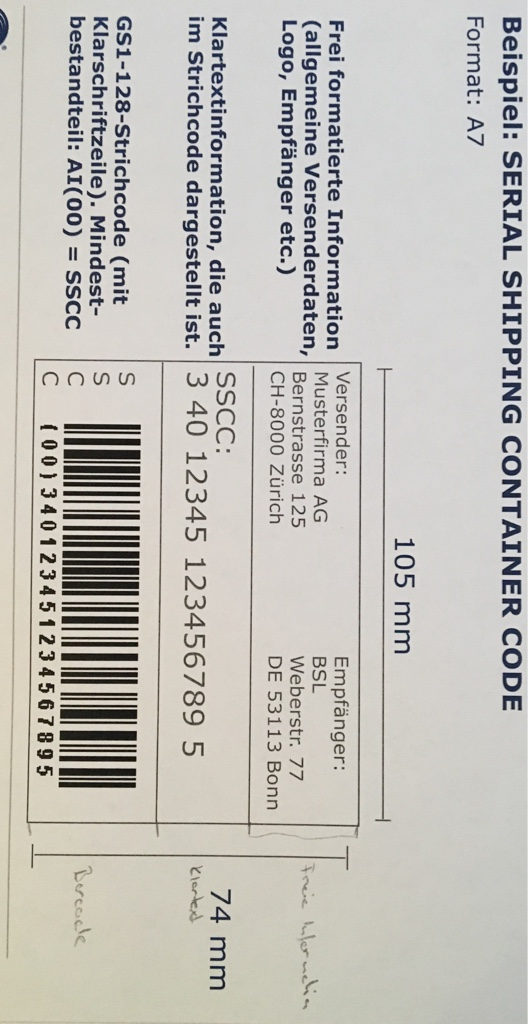 Beispiel: SERIAL SHIPPING CONTAINER CODE
Format: A7
105 mm
Frei formatierte Information
(allgemeine Versenderdaten,
Logo, Empfänger etc.)
Versender:
Musterfirma AG
Bernstrasse 125
CH-8000 Zürich
Empfänger:
BSL
Weberstr. 77
DE 53113 Bonn
Freie Information
Klartextinformation, die auch
im Strichcode dargestellt ist.
SSCC:
3 40 12345 123456789 5
74 mm
Klartext
GS1-128-Strichcode (mit
Klarschriftzeile). Mindest-
bestandteil: AI(00) = SSCC
S
S
C
C
(00)340123451234567895
Barcode